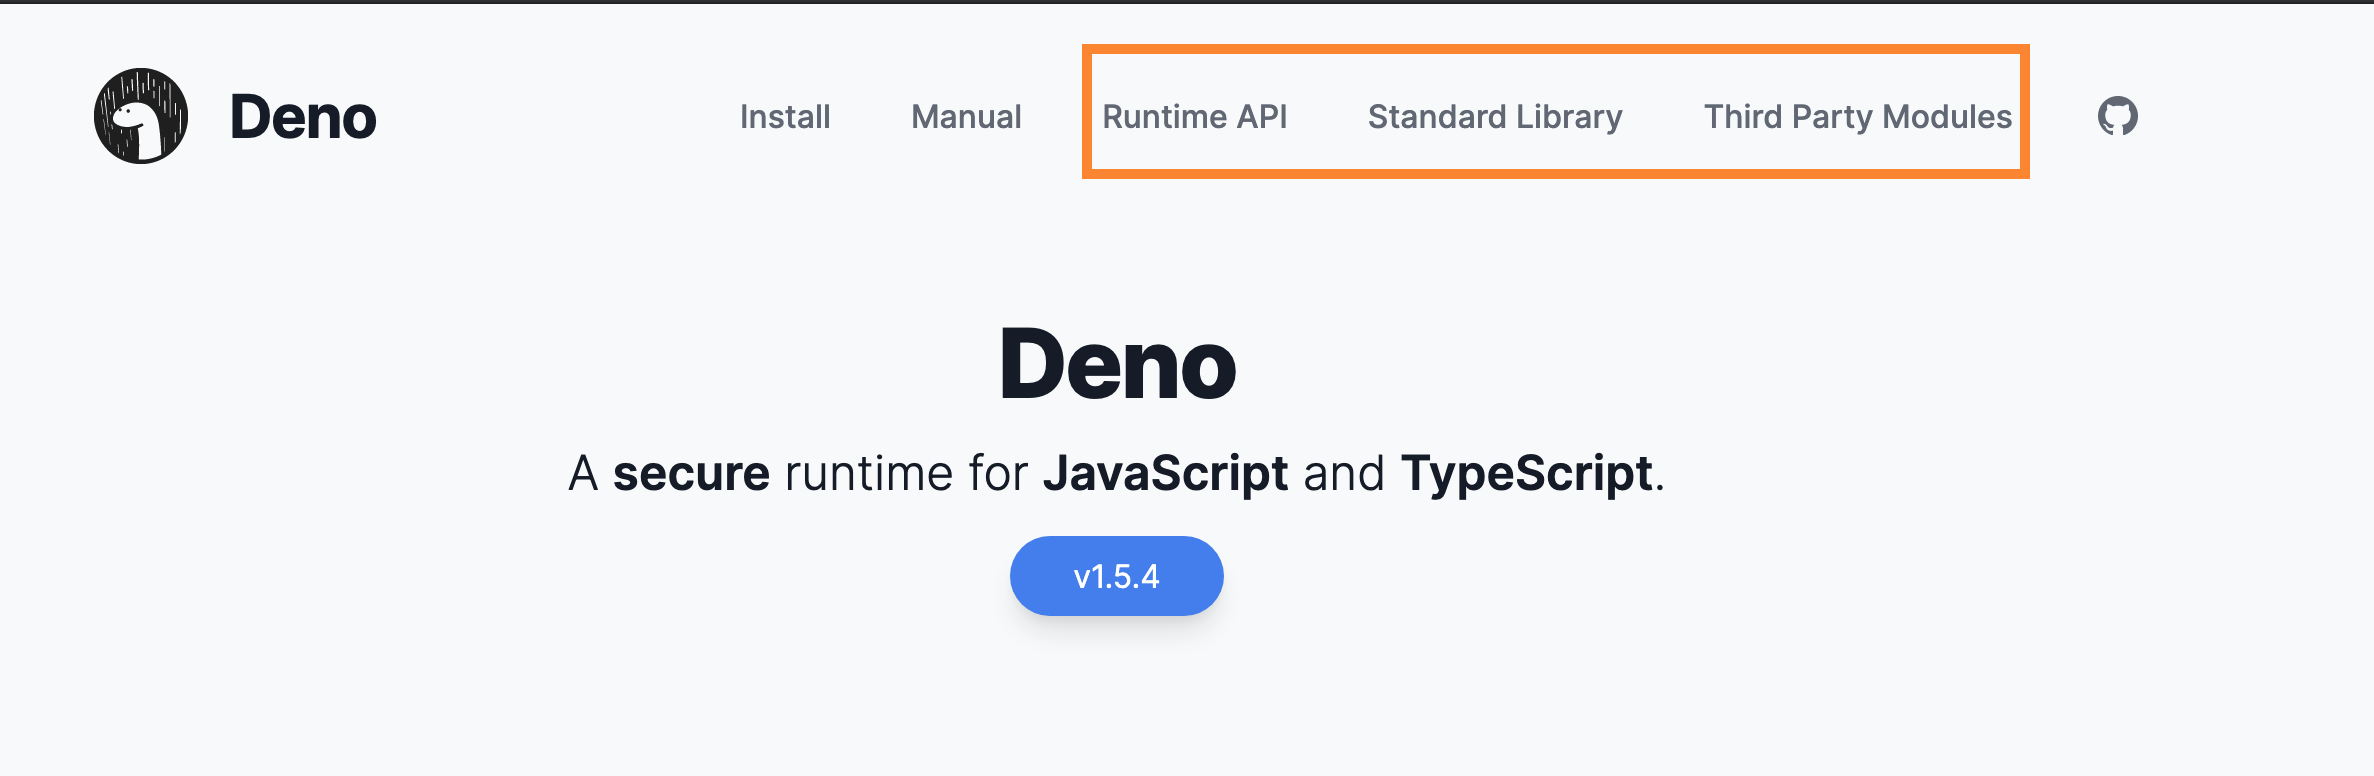 Deno Install Manual Runtime API Standard Library Third Party Modules
Deno
A secure runtime for JavaScript and TypeScript.
v1.5.4